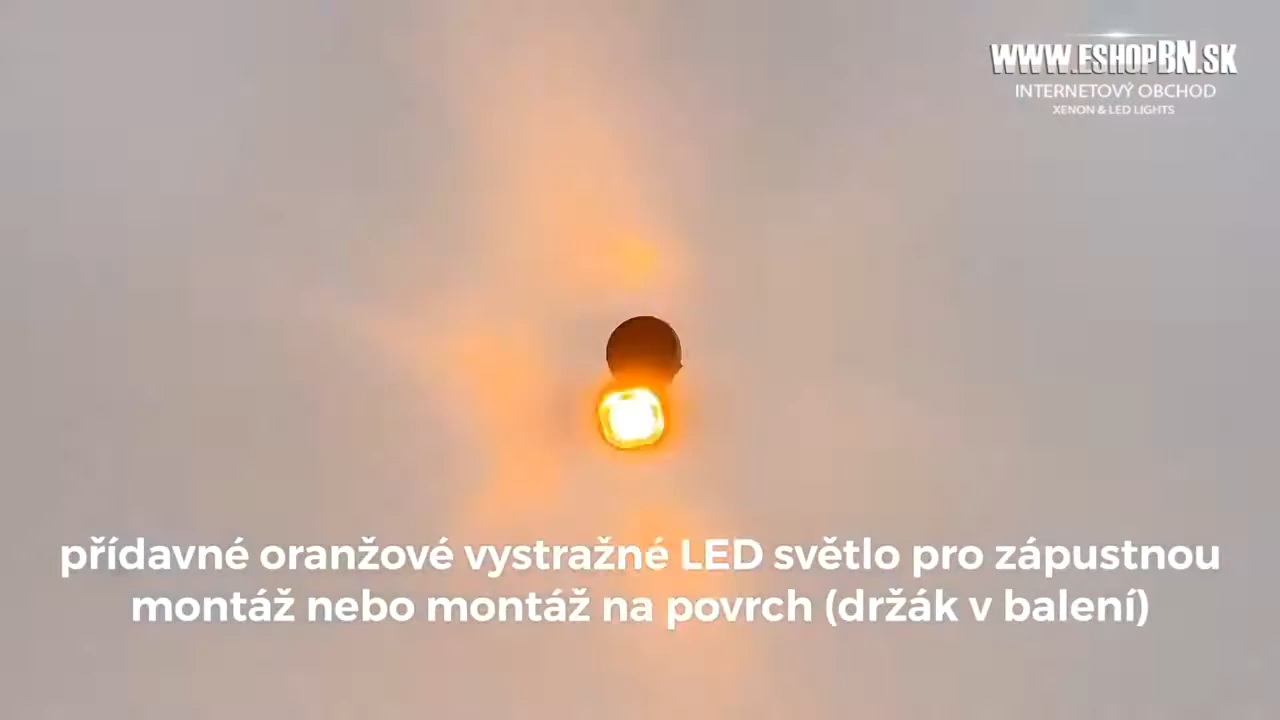 WWW.ESHOPBN.SK
INTERNETOVÝ OBCHOD
XENON & LED LIGHTS
přídavné oranžové vystražné LED světlo pro zápustnou
montáž nebo montáž na povrch (držák v balení)